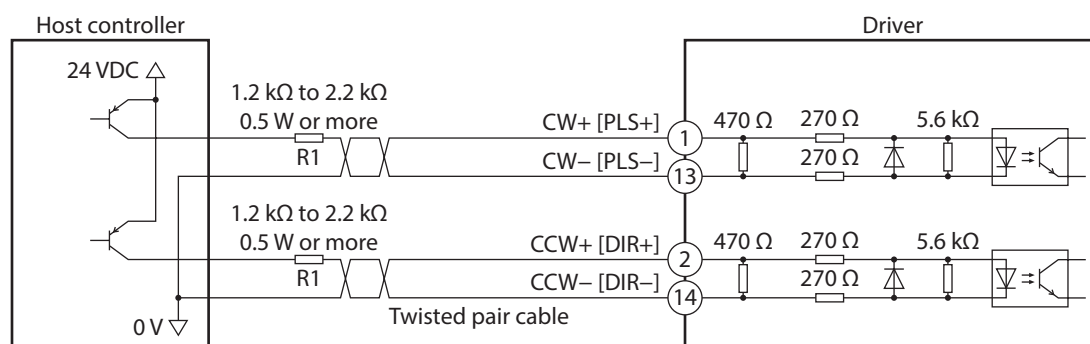 Host controller
Driver
24 VDC
1.2 kΩ to 2.2 kΩ
0.5 W or more
R1
CW+ [PLS+]
CW− [PLS−]
1
13
470 Ω
270 Ω
270 Ω
5.6 kΩ
1.2 kΩ to 2.2 kΩ
0.5 W or more
R1
CCW+ [DIR+]
CCW− [DIR−]
2
14
470 Ω
270 Ω
270 Ω
5.6 kΩ
Twisted pair cable
0 V